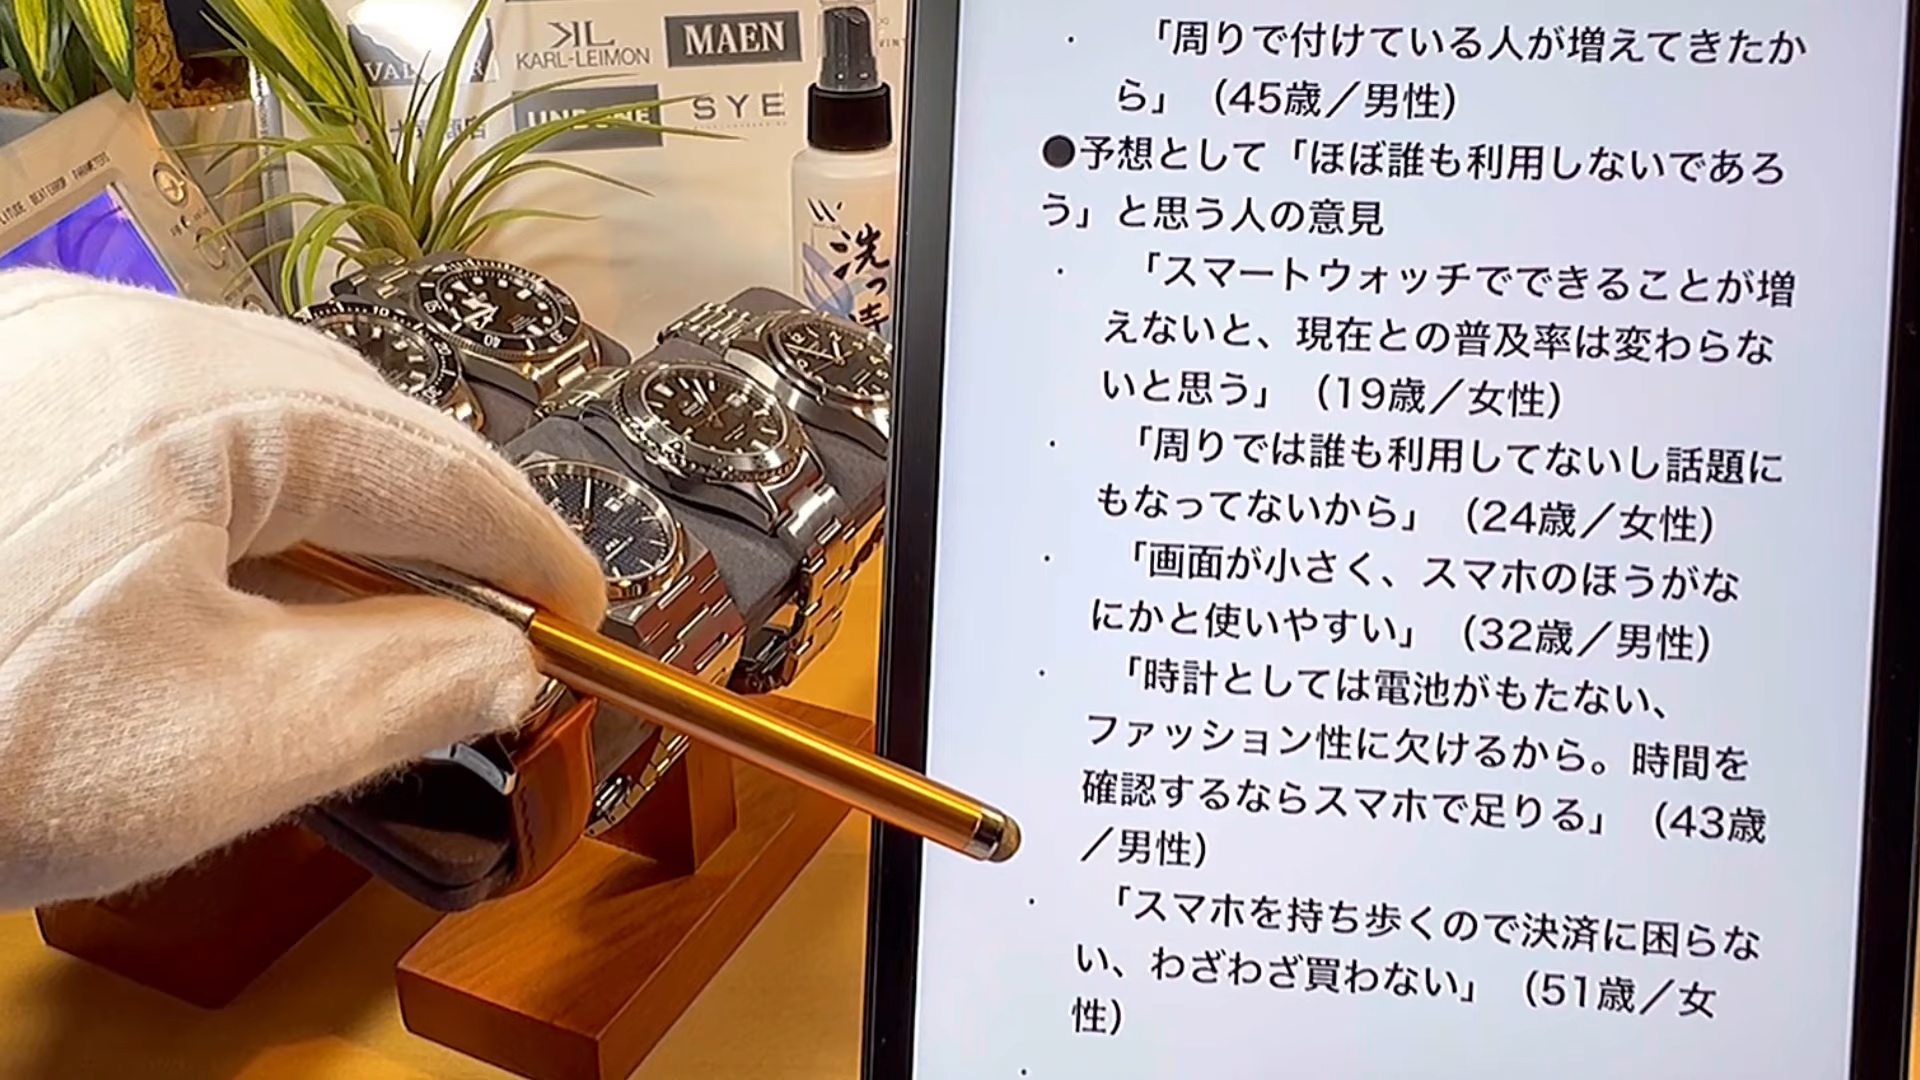 KL
KARL-LEIMON
MAEN
UNDONE
SYE
洗っ
「周りで付けている人が増えてきたか
ら」（45歳／男性）
●予想として「ほぼ誰も利用しないであろ
う」と思う人の意見
・「スマートウォッチでできることが増
えないと、現在との普及率は変わらな
いと思う」（19歳／女性）
・「周りでは誰も利用してないし話題に
もなってないから」（24歳／女性）
・「画面が小さく、スマホのほうがな
にかと使いやすい」（32歳／男性）
・「時計としては電池がもたない、
ファッション性に欠けるから。時間を
確認するならスマホで足りる」（43歳
／男性）
・「スマホを持ち歩くので決済に困らな
い、わざわざ買わない」（51歳／女
性）